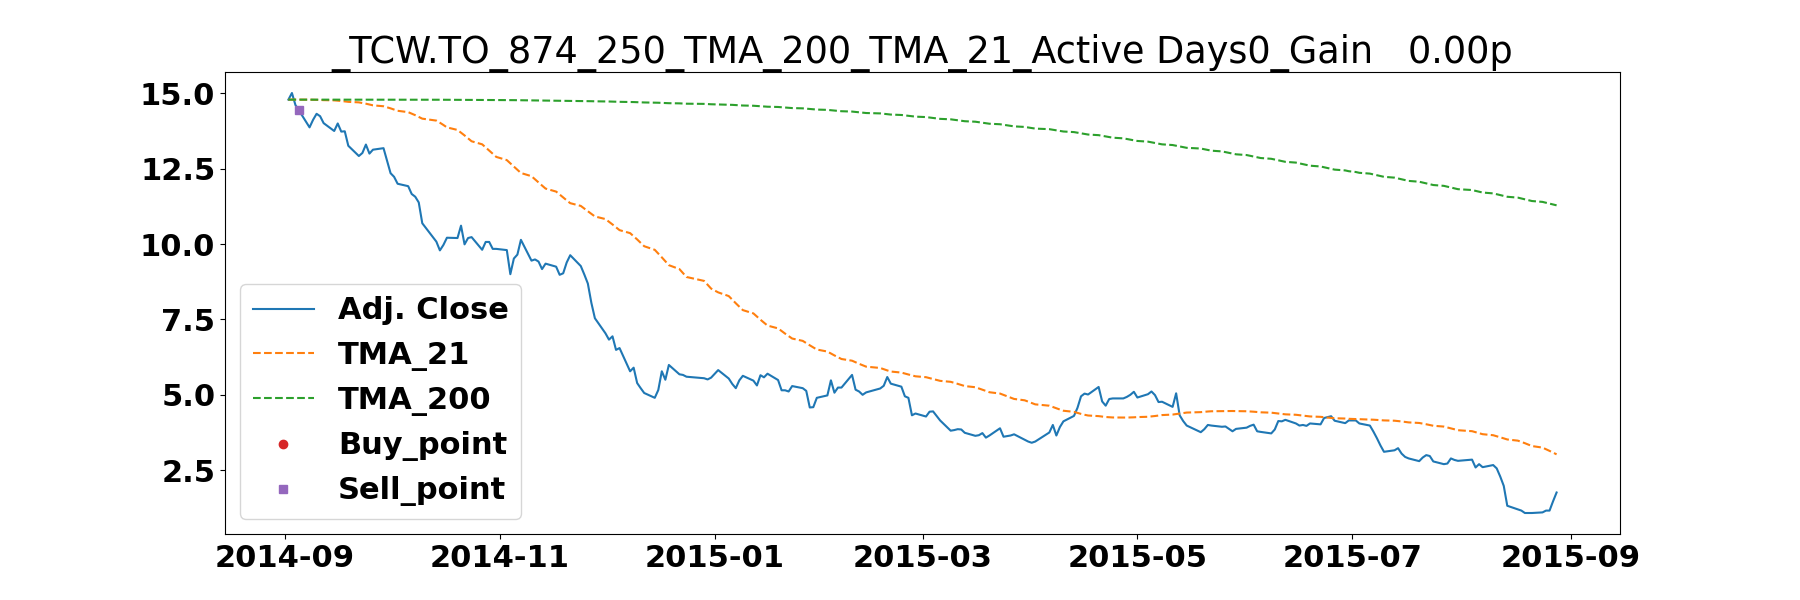 _TCW.TO_874_250_TMA_200_TMA_21_Active Days0_Gain   0.00p
15.0
12.5
10.0
7.5
5.0
2.5
Adj. Close
TMA_21
TMA_200
Buy_point
Sell_point
2014-09 2014-11 2015-01 2015-03 2015-05 2015-07 2015-09